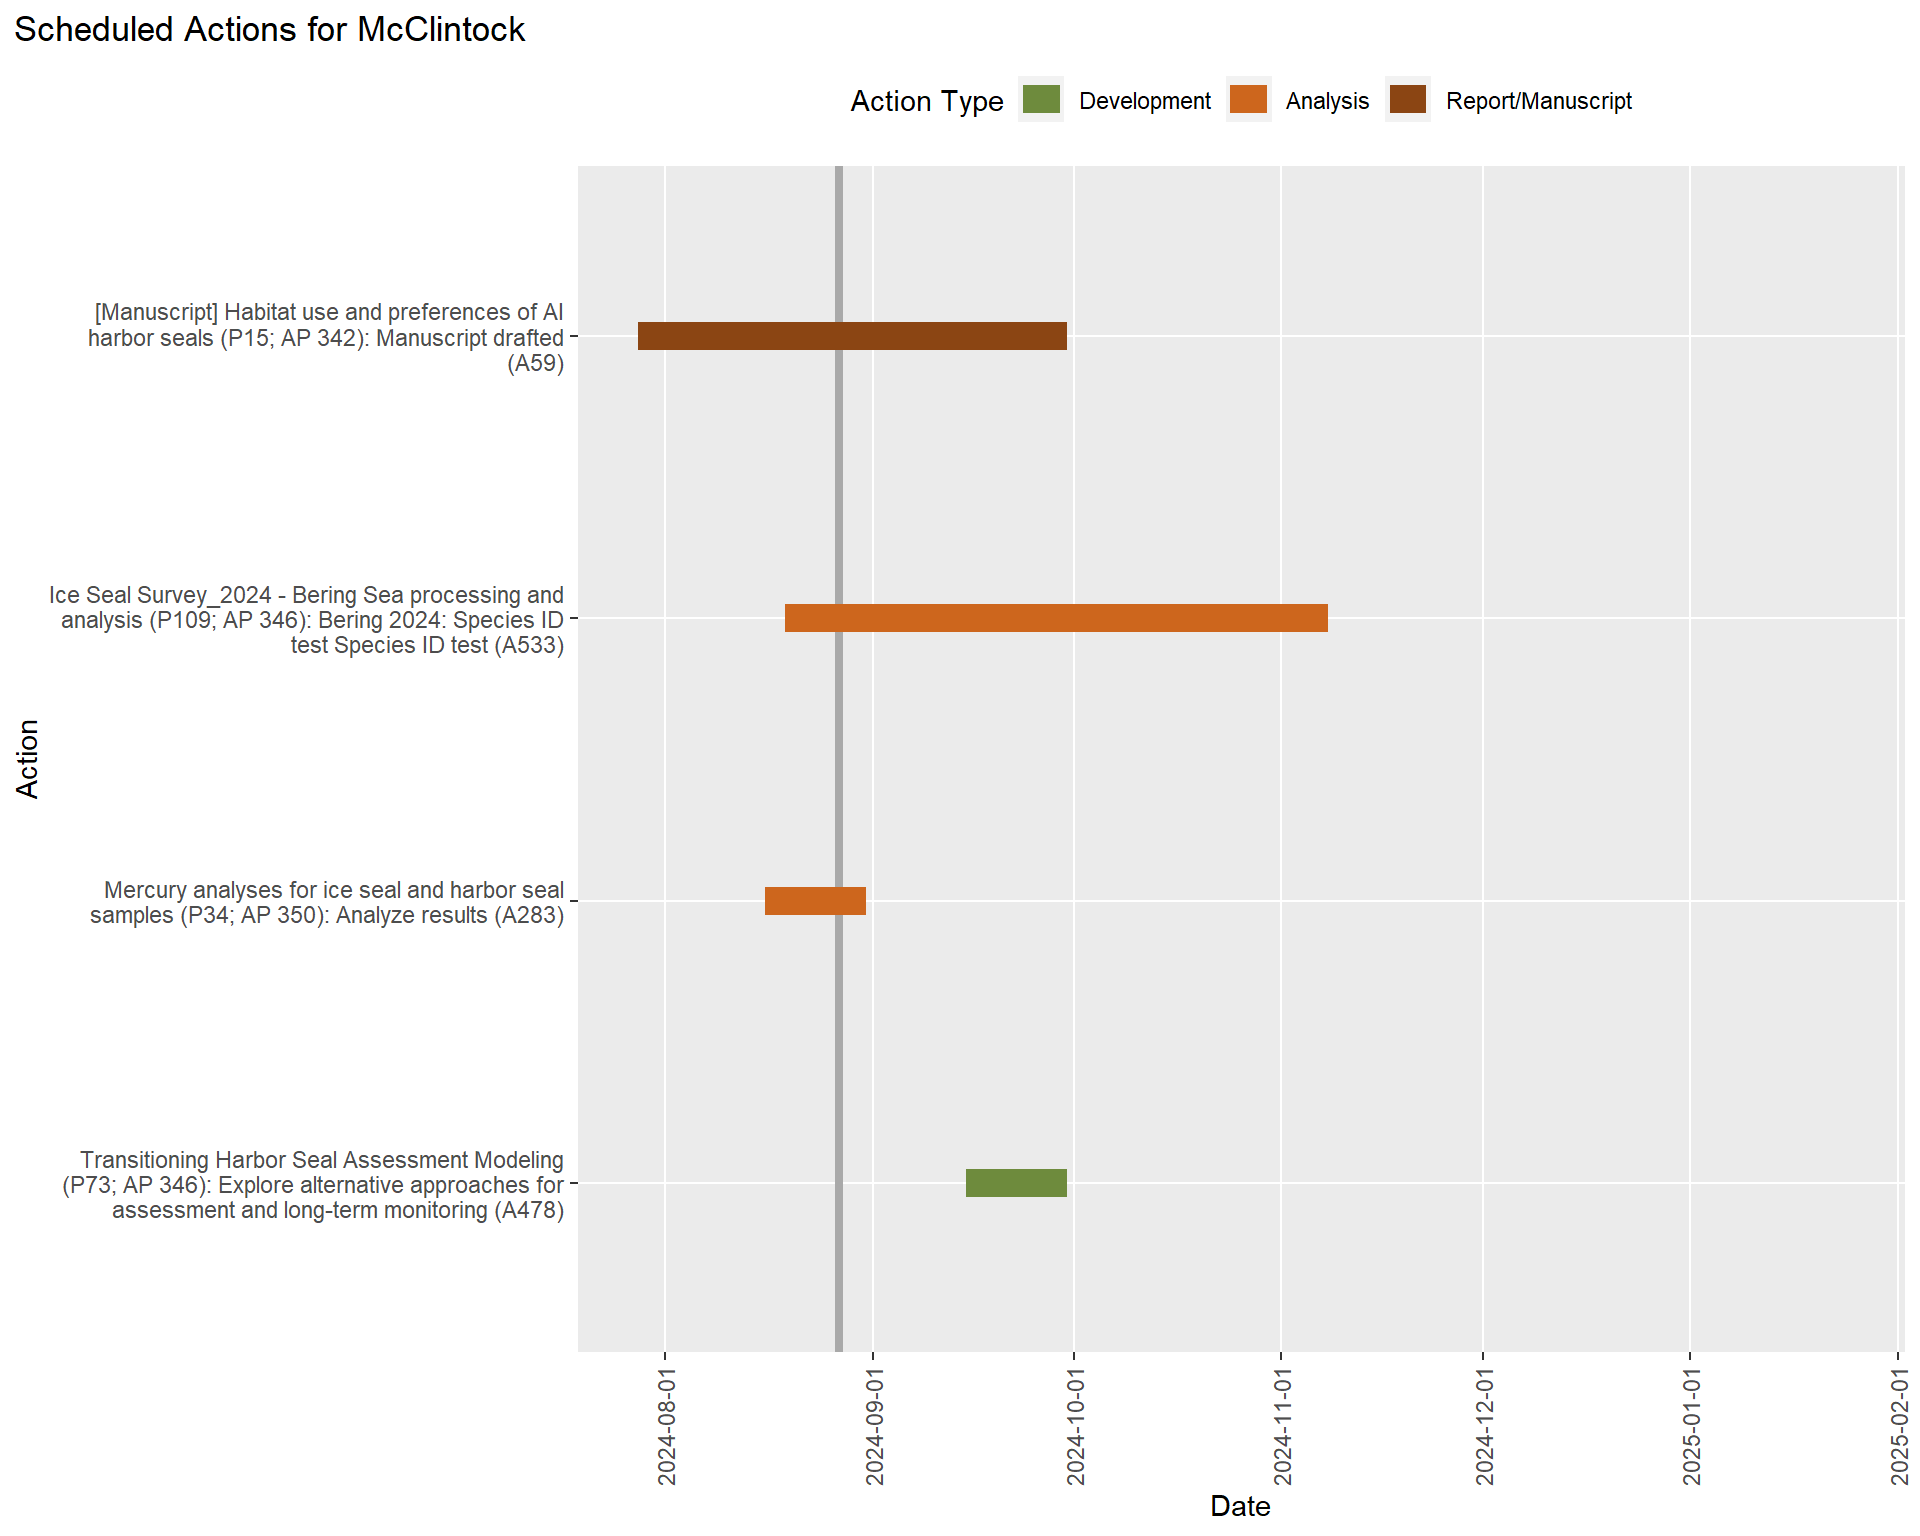 Scheduled Actions for McClintock
Action Type
Development
Analysis
Report/Manuscript
[Manuscript] Habitat use and preferences of AI
harbor seals (P15; AP 342): Manuscript drafted
(A59)
Ice Seal Survey_2024 - Bering Sea processing and
analysis (P109; AP 346): Bering 2024: Species ID
test Species ID test (A533)
Mercury analyses for ice seal and harbor seal
samples (P34; AP 350): Analyze results (A283)
Transitioning Harbor Seal Assessment Modeling
(P73; AP 346): Explore alternative approaches for
assessment and long-term monitoring (A478)
Action
2024-08-01
2024-09-01
2024-10-01
2024-11-01
2024-12-01
2025-01-01
2025-02-01
Date